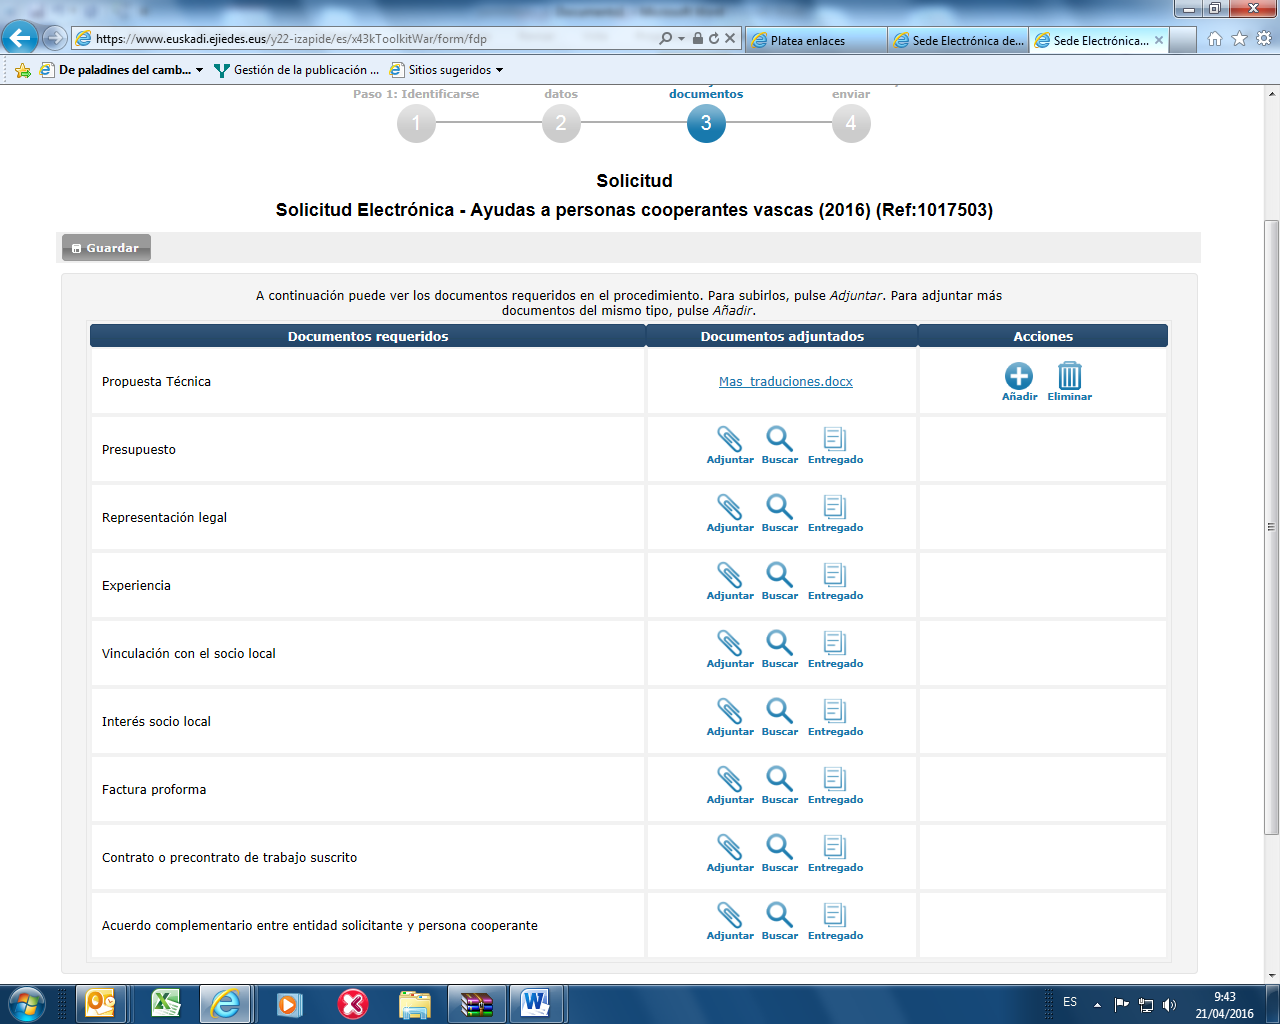 https://www.euskadi.ejiedes.eus/y22-izapide/es/x43kToolkitWar/form/fdp
Platea enlaces
Sede Electrónica de...
Sede Electrónica...
De paladines del camb...
Gestión de la publicación ...
Sitios sugeridos
Paso 1: Identificarse
datos
documentos
enviar
1
2
3
4
Solicitud
Solicitud Electrónica - Ayudas a personas cooperantes vascas (2016) (Ref:1017503)
Guardar
A continuación puede ver los documentos requeridos en el procedimiento. Para subirlos, pulse Adjuntar. Para adjuntar más
documentos del mismo tipo, pulse Añadir.
Documentos requeridos Documentos adjuntados Acciones
Propuesta Técnica Mas_traduciones.docx Añadir Eliminar
Presupuesto Adjuntar Buscar Entregado
Representación legal Adjuntar Buscar Entregado
Experiencia Adjuntar Buscar Entregado
Vinculación con el socio local Adjuntar Buscar Entregado
Interés socio local Adjuntar Buscar Entregado
Factura proforma Adjuntar Buscar Entregado
Contrato o precontrato de trabajo suscrito Adjuntar Buscar Entregado
Acuerdo complementario entre entidad solicitante y persona cooperante Adjuntar Buscar Entregado
ES
9:43
21/04/2016